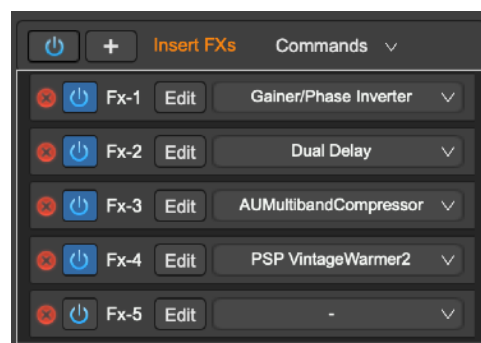 + Insert FXs Commands
Fx-1 Edit Gainer/Phase Inverter
Fx-2 Edit Dual Delay
Fx-3 Edit AUMultibandCompressor
Fx-4 Edit PSP VintageWarmer2
Fx-5 Edit -